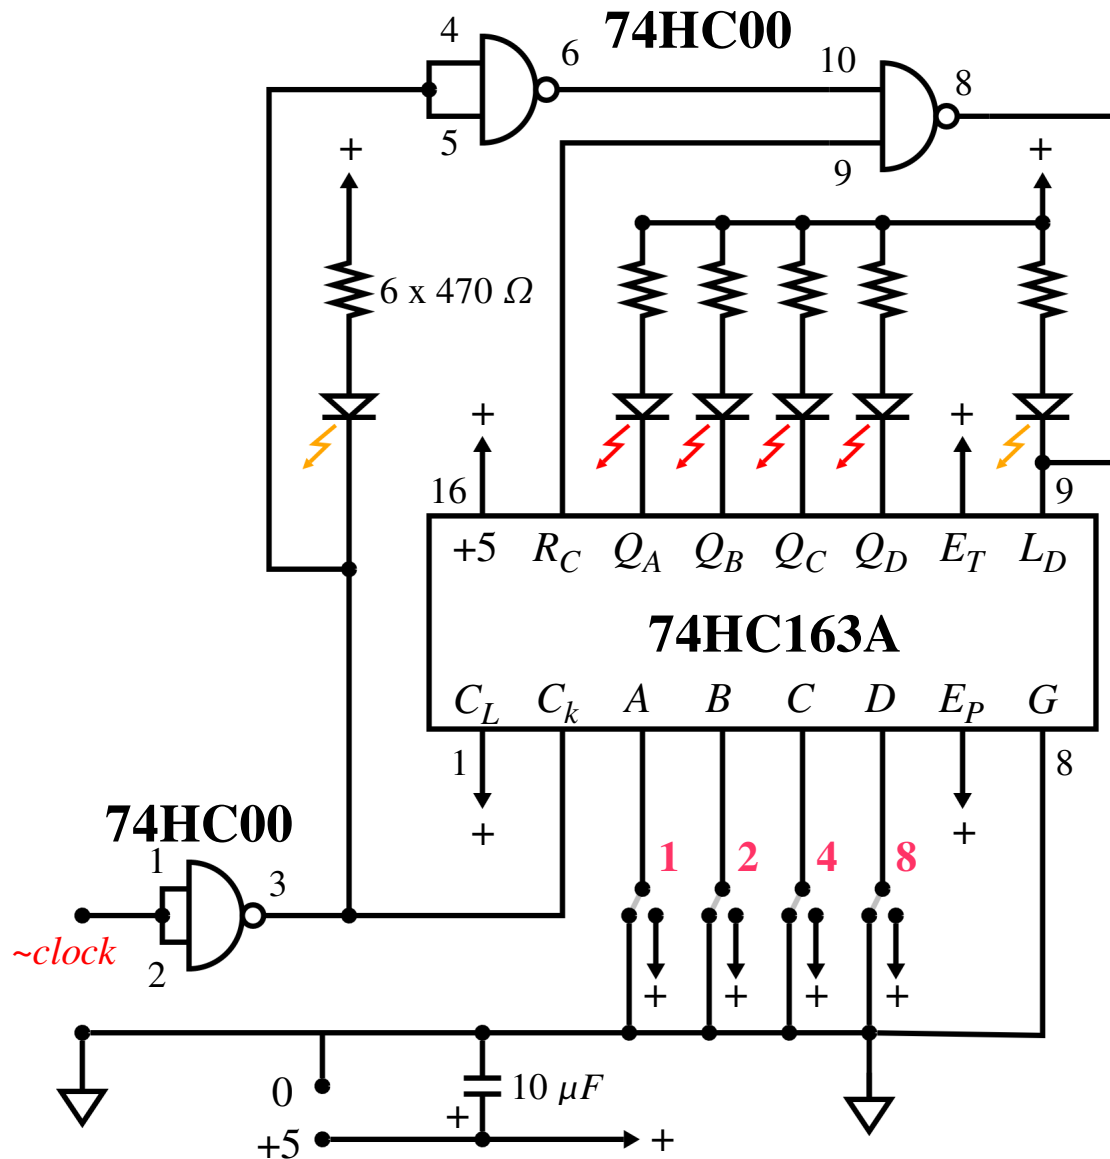 74HC00
4
6
10
8
5
9
+
+
6 x 470 Ω
+
+
16
9
+5 R_C Q_A Q_B Q_C Q_D E_T L_D
74HC163A
C_L C_k A B C D E_P G
1
8
+
+
74HC00
1 2 4 8
1
3
2
~clock
+ + + +
0
10 μF
+
+5
+